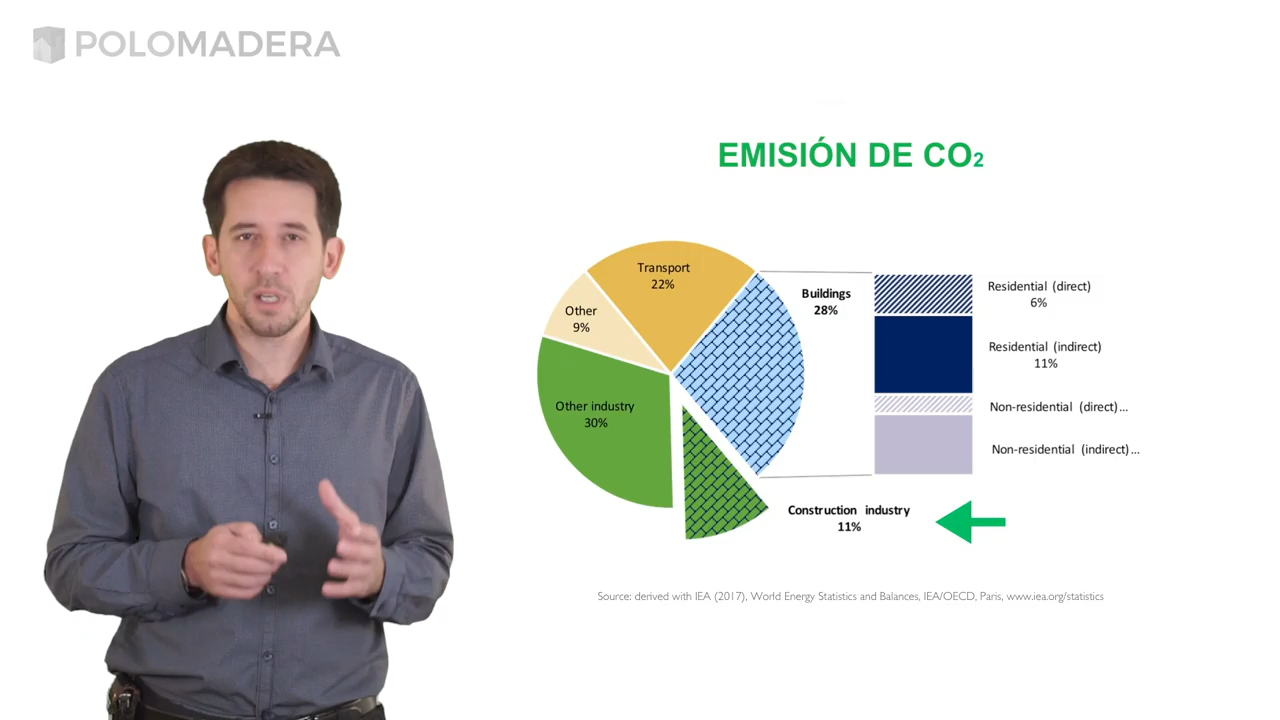 POLOMADERA
EMISIÓN DE CO₂
Transport
22%
Other
9%
Other industry
30%
Buildings
28%
Construction industry
11%
Residential (direct)
6%
Residential (indirect)
11%
Non-residential (direct)...
Non-residential (indirect)...
Source: derived with IEA (2017), World Energy Statistics and Balances, IEA/OECD, Paris, www.iea.org/statistics